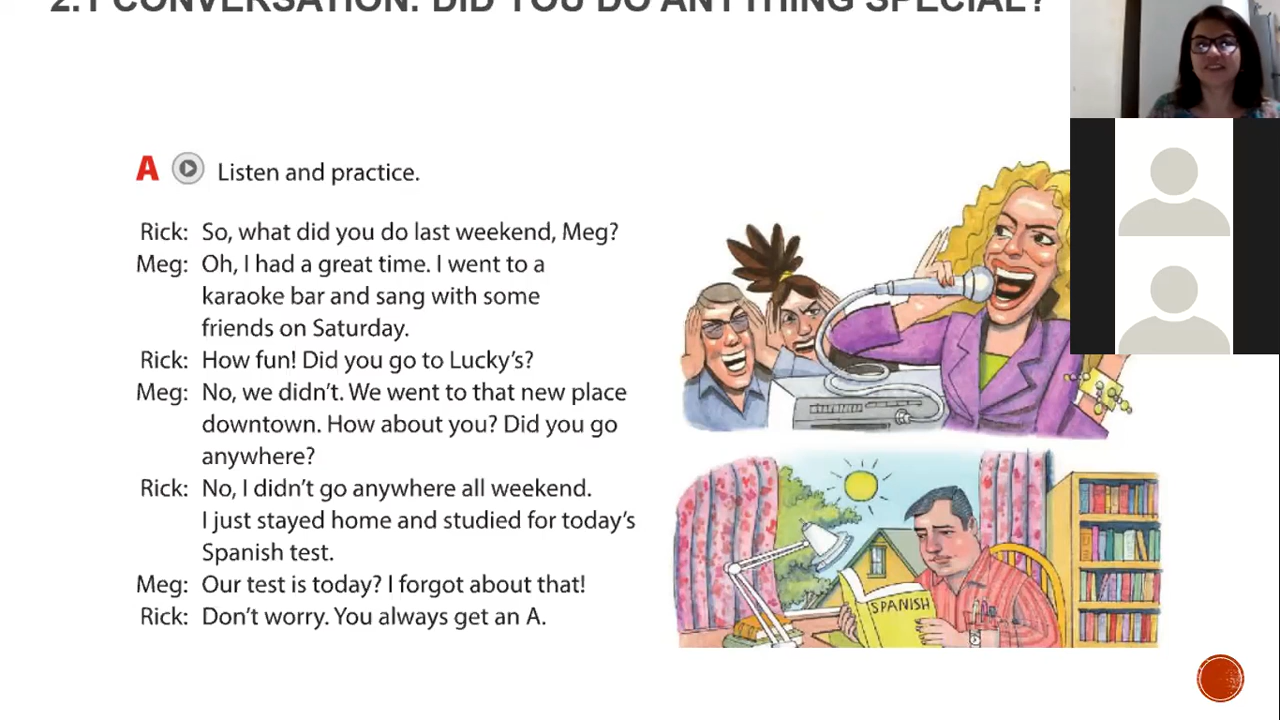 2.1 CONVERSATION: DID YOU DO ANYTHING SPECIAL?
A Listen and practice.
Rick: So, what did you do last weekend, Meg?
Meg: Oh, I had a great time. I went to a
karaoke bar and sang with some
friends on Saturday.
Rick: How fun! Did you go to Lucky’s?
Meg: No, we didn’t. We went to that new place
downtown. How about you? Did you go
anywhere?
Rick: No, I didn’t go anywhere all weekend.
I just stayed home and studied for today’s
Spanish test.
Meg: Our test is today? I forgot about that!
Rick: Don’t worry. You always get an A.
SPANISH